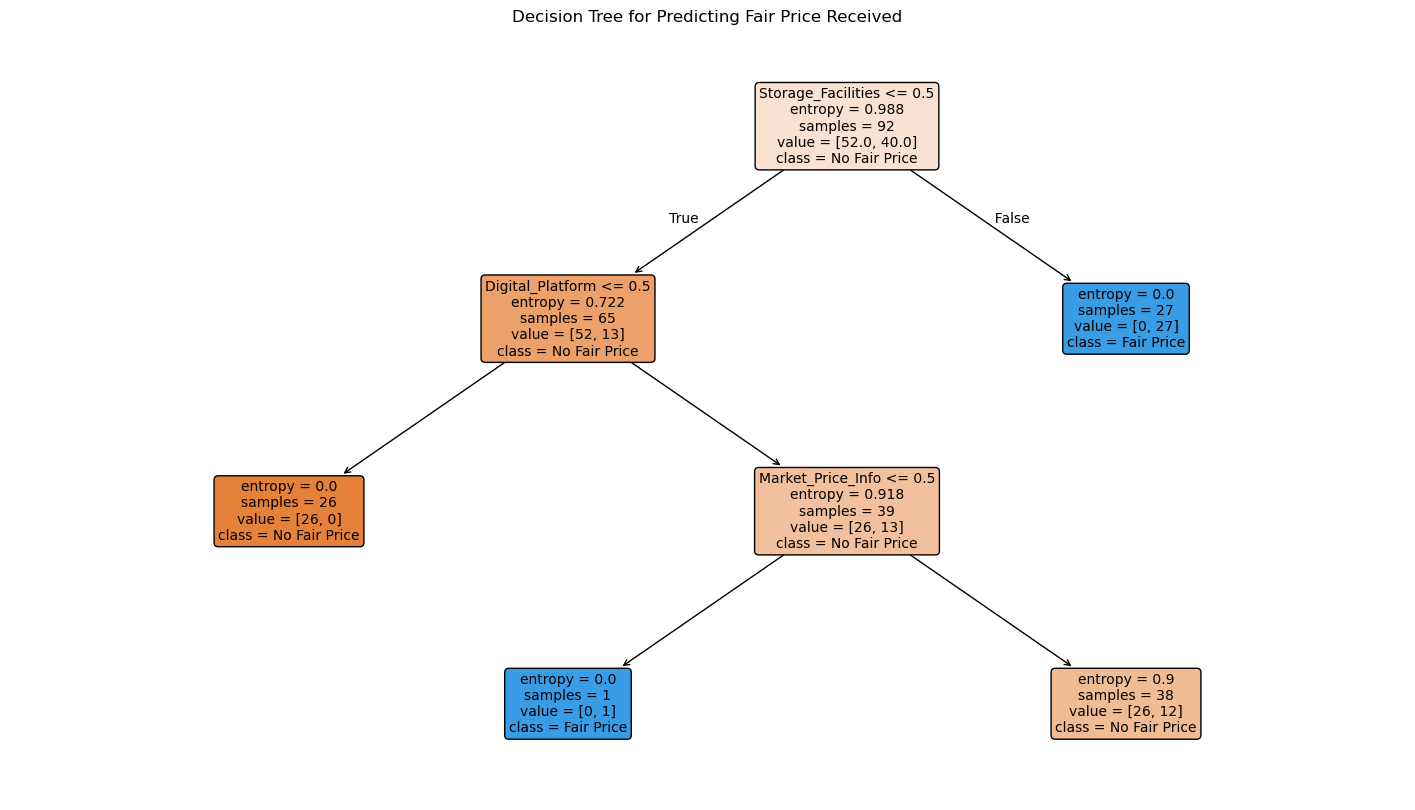 Decision Tree for Predicting Fair Price Received
Storage_Facilities <= 0.5
entropy = 0.988
samples = 92
value = [52.0, 40.0]
class = No Fair Price
True
False
Digital_Platform <= 0.5
entropy = 0.722
samples = 65
value = [52, 13]
class = No Fair Price
entropy = 0.0
samples = 27
value = [0, 27]
class = Fair Price
entropy = 0.0
samples = 26
value = [26, 0]
class = No Fair Price
Market_Price_Info <= 0.5
entropy = 0.918
samples = 39
value = [26, 13]
class = No Fair Price
entropy = 0.0
samples = 1
value = [0, 1]
class = Fair Price
entropy = 0.9
samples = 38
value = [26, 12]
class = No Fair Price